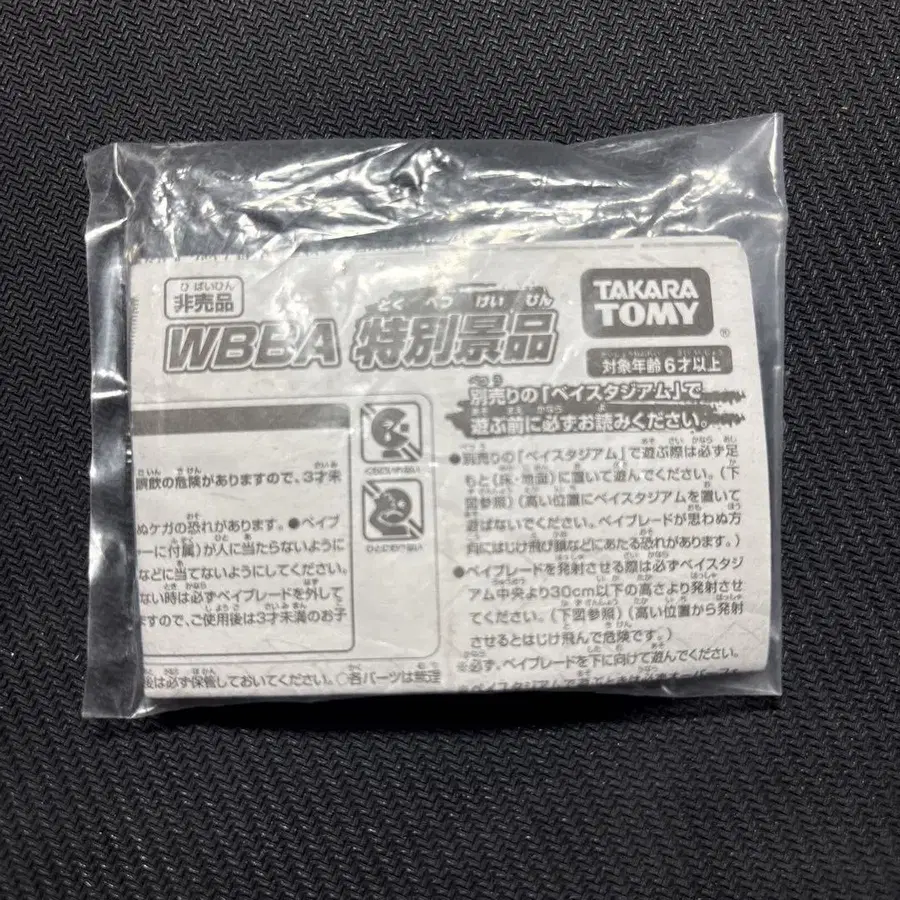 ひばいひん
非売品
とく べつ けい ひん
WBBA 特別景品
TAKARA
TOMY
®
対象年齢6才以上
別売りの「ベイスタジアム」で
遊ぶ前に必ずお読みください。
●別売りの「ベイスタジアム」で遊ぶ際は必ず足
もと(床・地面)に置いて遊んでください。(下
図参照)(高い位置にベイスタジアムを置いて
遊ばないでください。ベイブレードが思わぬ方
向にはじけ飛び顔などにあたる恐れがあります。)
●ベイブレードを発射させる際は必ずベイスタジ
アム中央より30cm以下の高さより発射させ
てください。(下図参照)(高い位置から発射
させるとはじけ飛んで危険です。)
※必ず、ベイブレードを下に向けて遊んでください。
誤飲の危険がありますので、3才未
ぬケガの恐れがあります。●ベイブ
ーに付属)が人に当たらないように
などに当てないようにしてください。
ない時は必ずベイブレードを外して
ますので、ご使用後は3才未満のお子
後は必ず保管しておいてください。○各パーツは無理